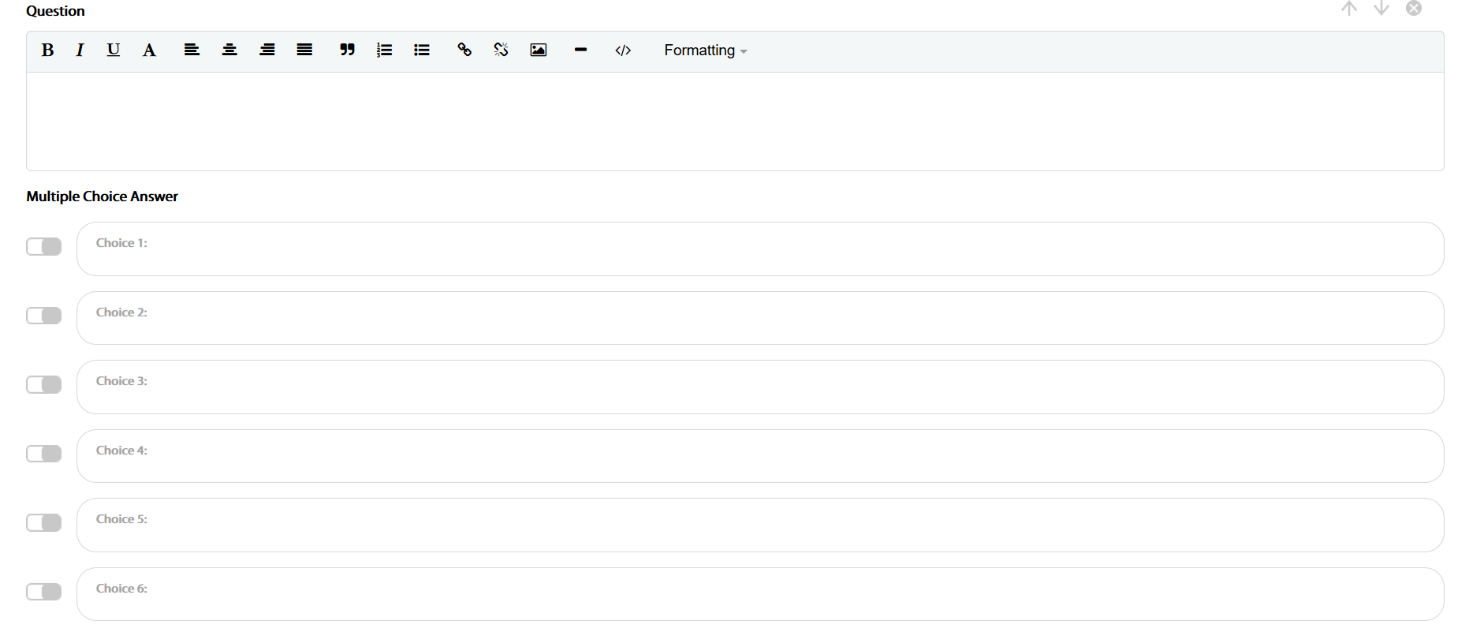 Question
B I U A </> Formatting
Multiple Choice Answer
Choice 1:
Choice 2:
Choice 3:
Choice 4:
Choice 5:
Choice 6: